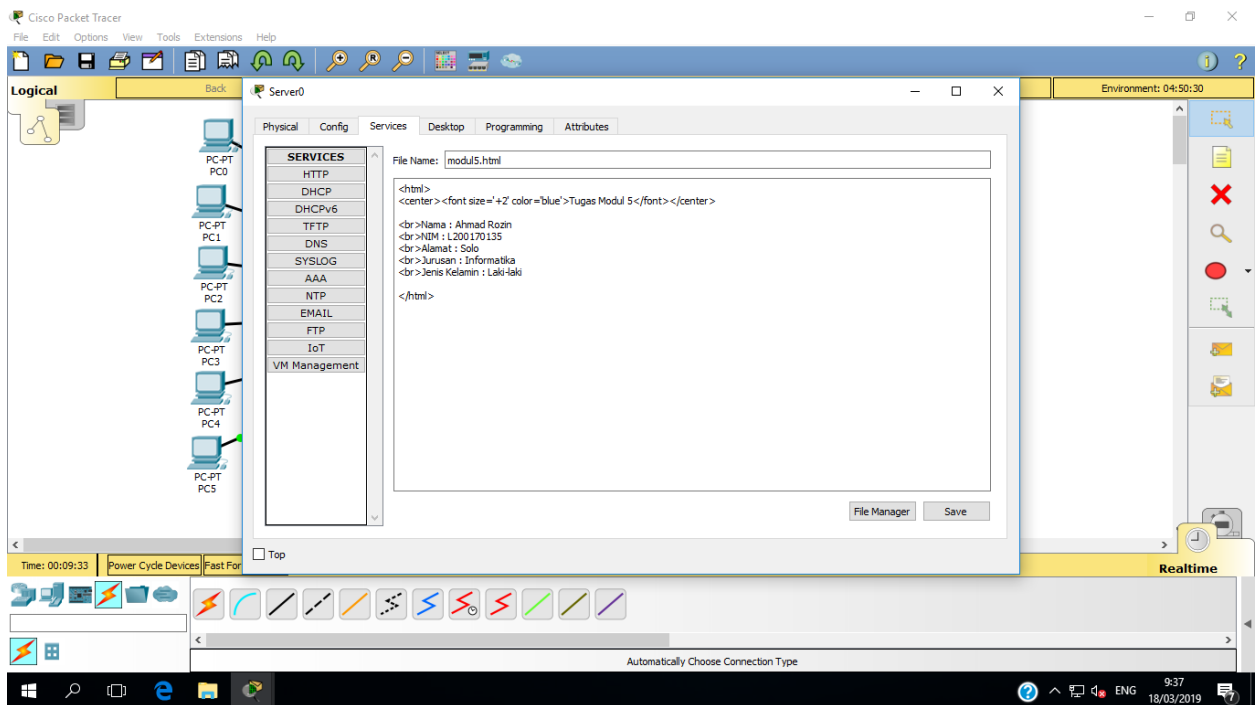 Cisco Packet Tracer
File Edit Options View Tools Extensions Help
Logical
Back
Environment: 04:50:30
Server0
Physical Config Services Desktop Programming Attributes
SERVICES
HTTP
DHCP
DHCPv6
TFTP
DNS
SYSLOG
AAA
NTP
EMAIL
FTP
IoT
VM Management
File Name: modul5.html
<html>
<center><font size='+2' color='blue'>Tugas Modul 5</font></center>
<br>Nama : Ahmad Rozin
<br>NIM : L200170135
<br>Alamat : Solo
<br>Jurusan : Informatika
<br>Jenis Kelamin : Laki-laki
</html>
File Manager Save
Top
PC-PT
PC0
PC-PT
PC1
PC-PT
PC2
PC-PT
PC3
PC-PT
PC4
PC-PT
PC5
Time: 00:09:33 Power Cycle Devices Fast For
Realtime
Automatically Choose Connection Type
ENG
9:37
18/03/2019
7